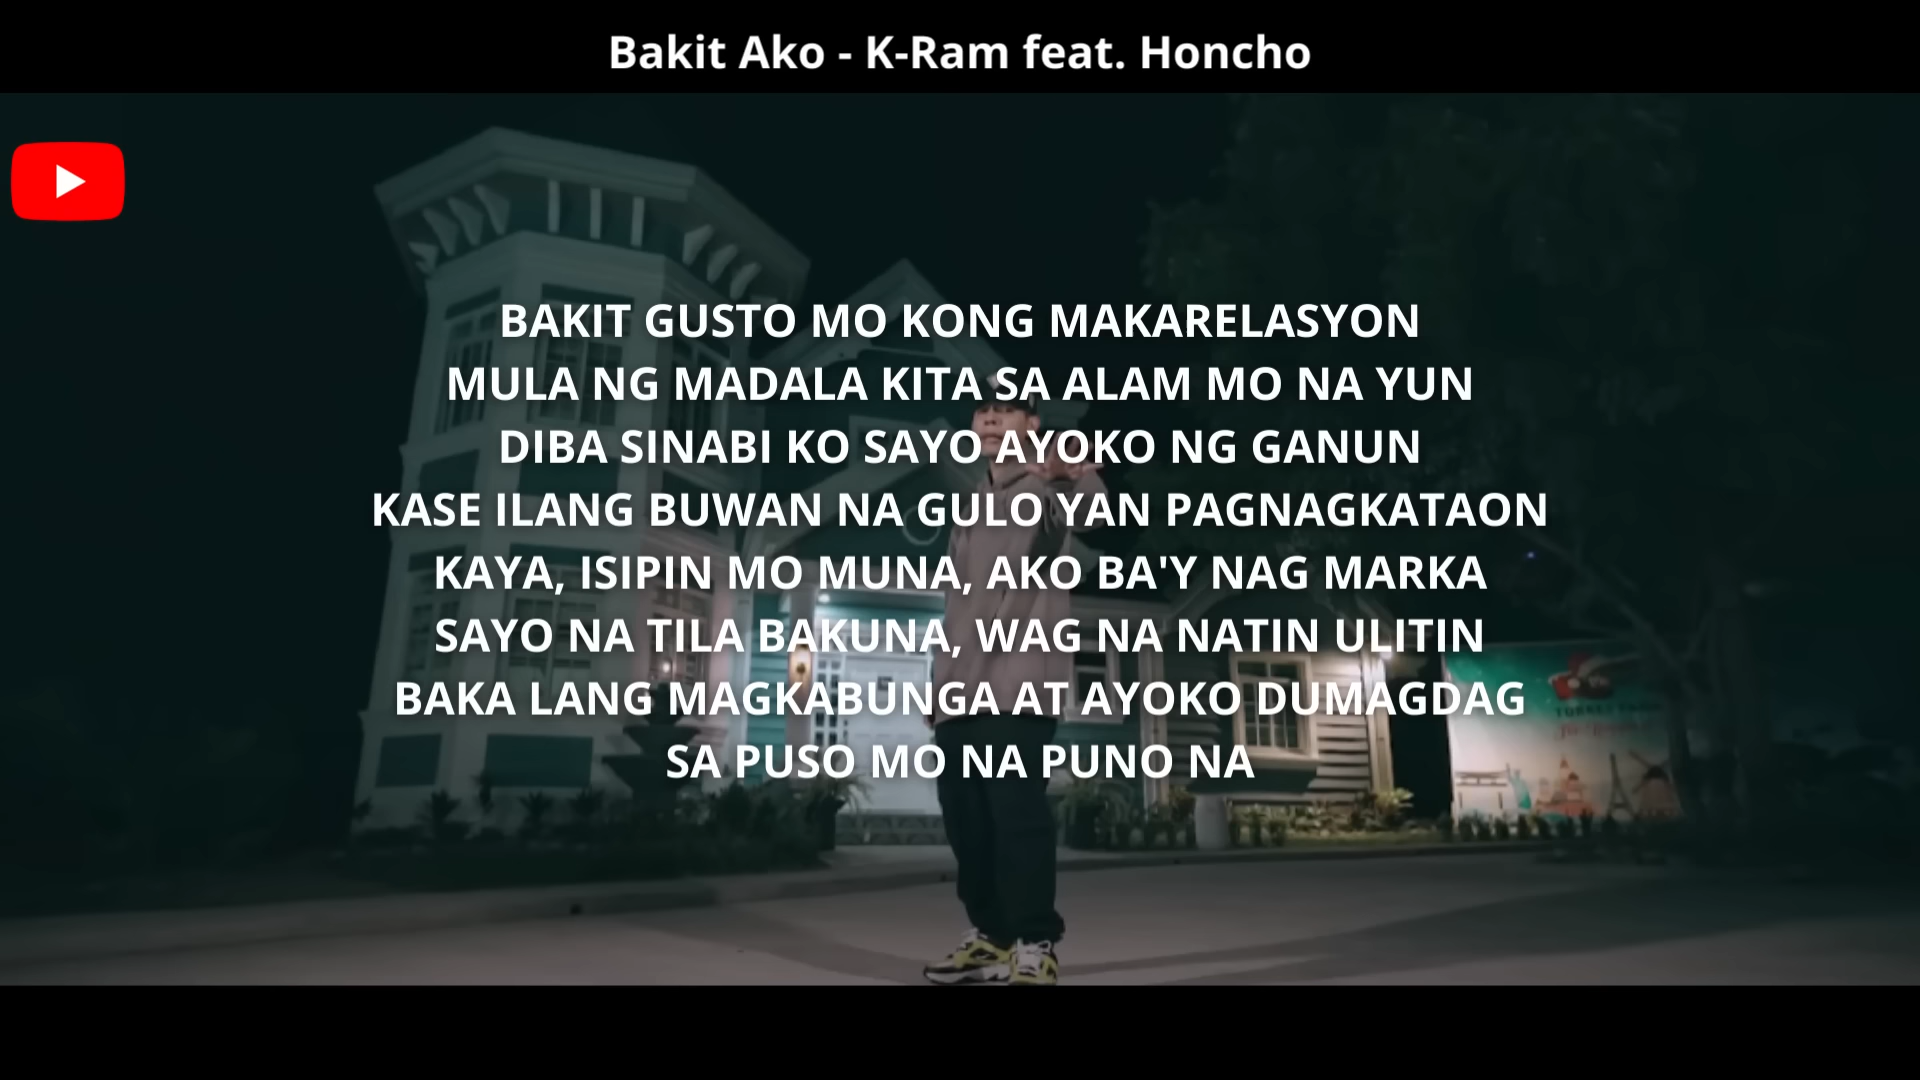 Bakit Ako - K-Ram feat. Honcho
BAKIT GUSTO MO KONG MAKARELASYON
MULA NG MADALA KITA SA ALAM MO NA YUN
DIBA SINABI KO SAYO AYOKO NG GANUN
KASE ILANG BUWAN NA GULO YAN PAGNAGKATAON
KAYA, ISIPIN MO MUNA, AKO BA'Y NAG MARKA
SAYO NA TILA BAKUNA, WAG NA NATIN ULITIN
BAKA LANG MAGKABUNGA AT AYOKO DUMAGDAG
SA PUSO MO NA PUNO NA